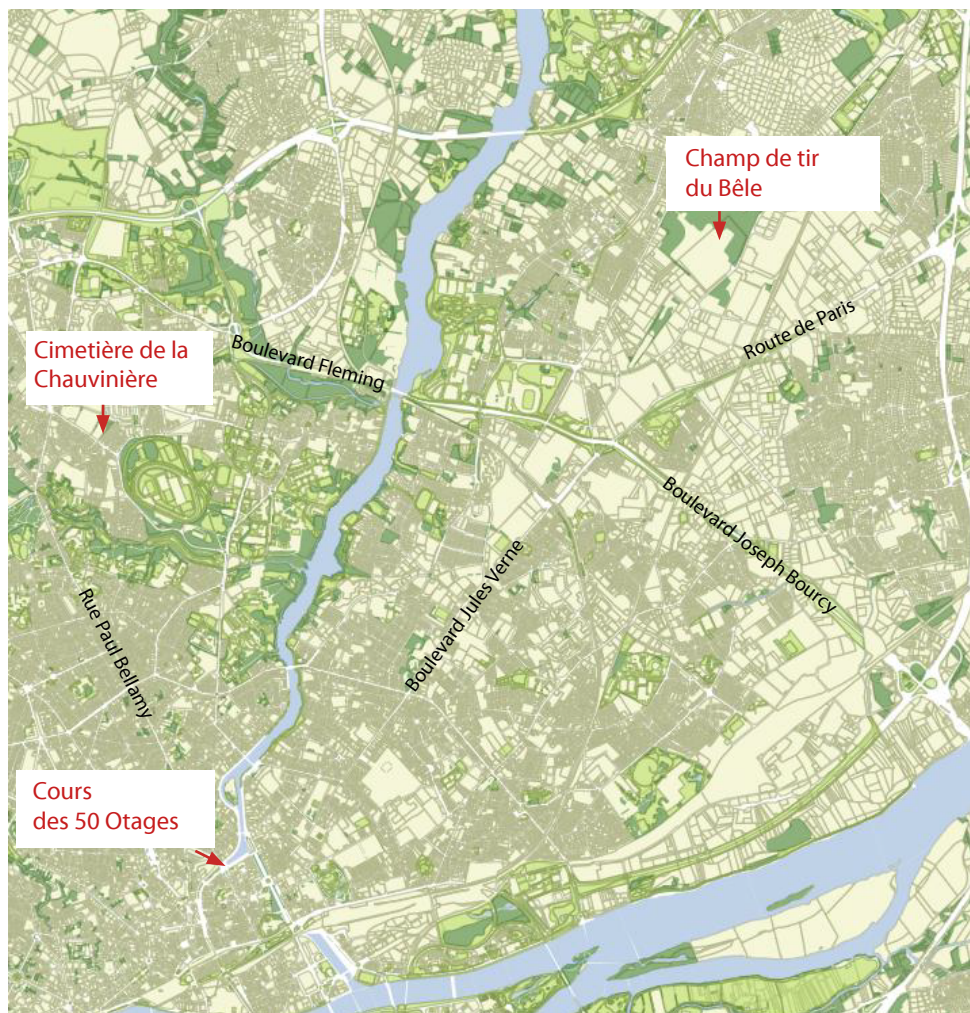 Champ de tir
du Bêle
Route de Paris
Cimetière de la
Chauvinière
Boulevard Fleming
Boulevard Joseph Bourcy
Boulevard Jules Verne
Rue Paul Bellamy
Cours
des 50 Otages